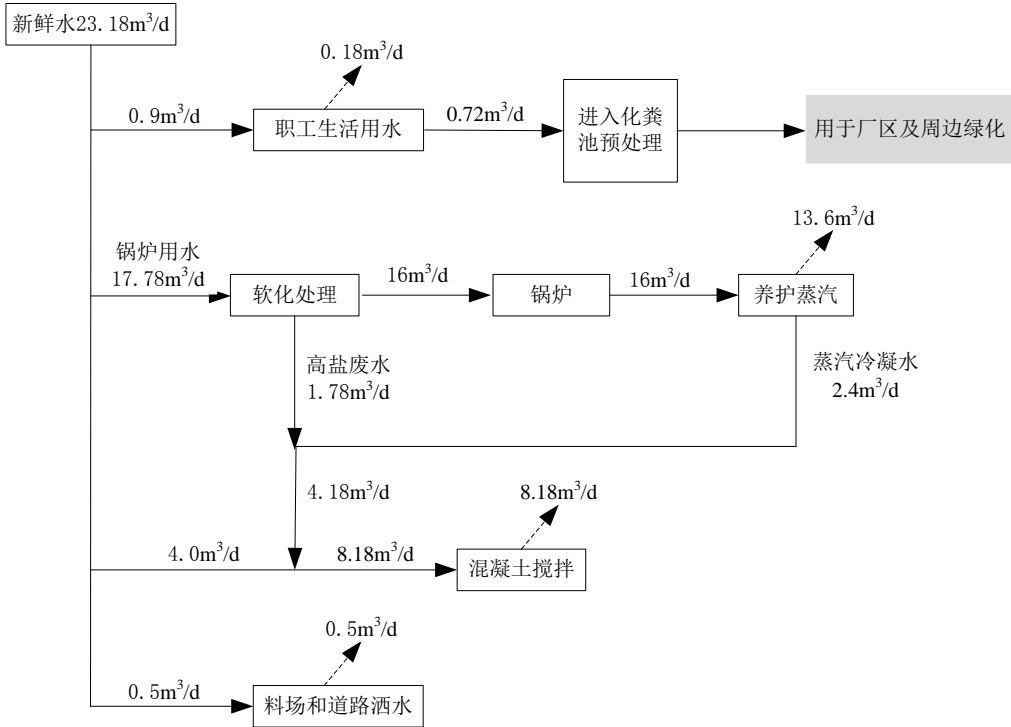 新鲜水23.18m³/d
0.18m³/d
0.9m³/d
职工生活用水
0.72m³/d
进入化粪
池预处理
用于厂区及周边绿化
13.6m³/d
锅炉用水
17.78m³/d
软化处理
16m³/d
锅炉
16m³/d
养护蒸汽
高盐废水
1.78m³/d
蒸汽冷凝水
2.4m³/d
4.18m³/d
8.18m³/d
4.0m³/d
8.18m³/d
混凝土搅拌
0.5m³/d
0.5m³/d
料场和道路洒水